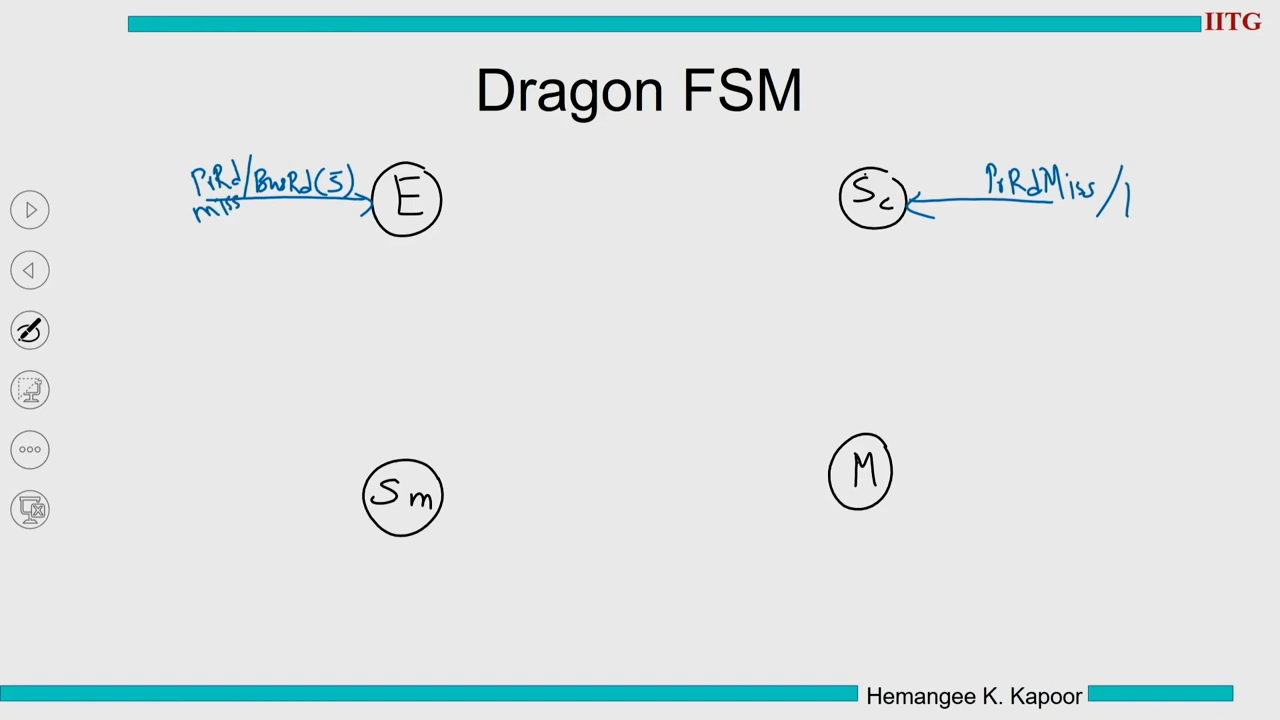 IITG
Dragon FSM
PrRd/BusRd(S̅)
miss
E
Sc
PrRdMiss/
Sm
M
Hemangee K. Kapoor